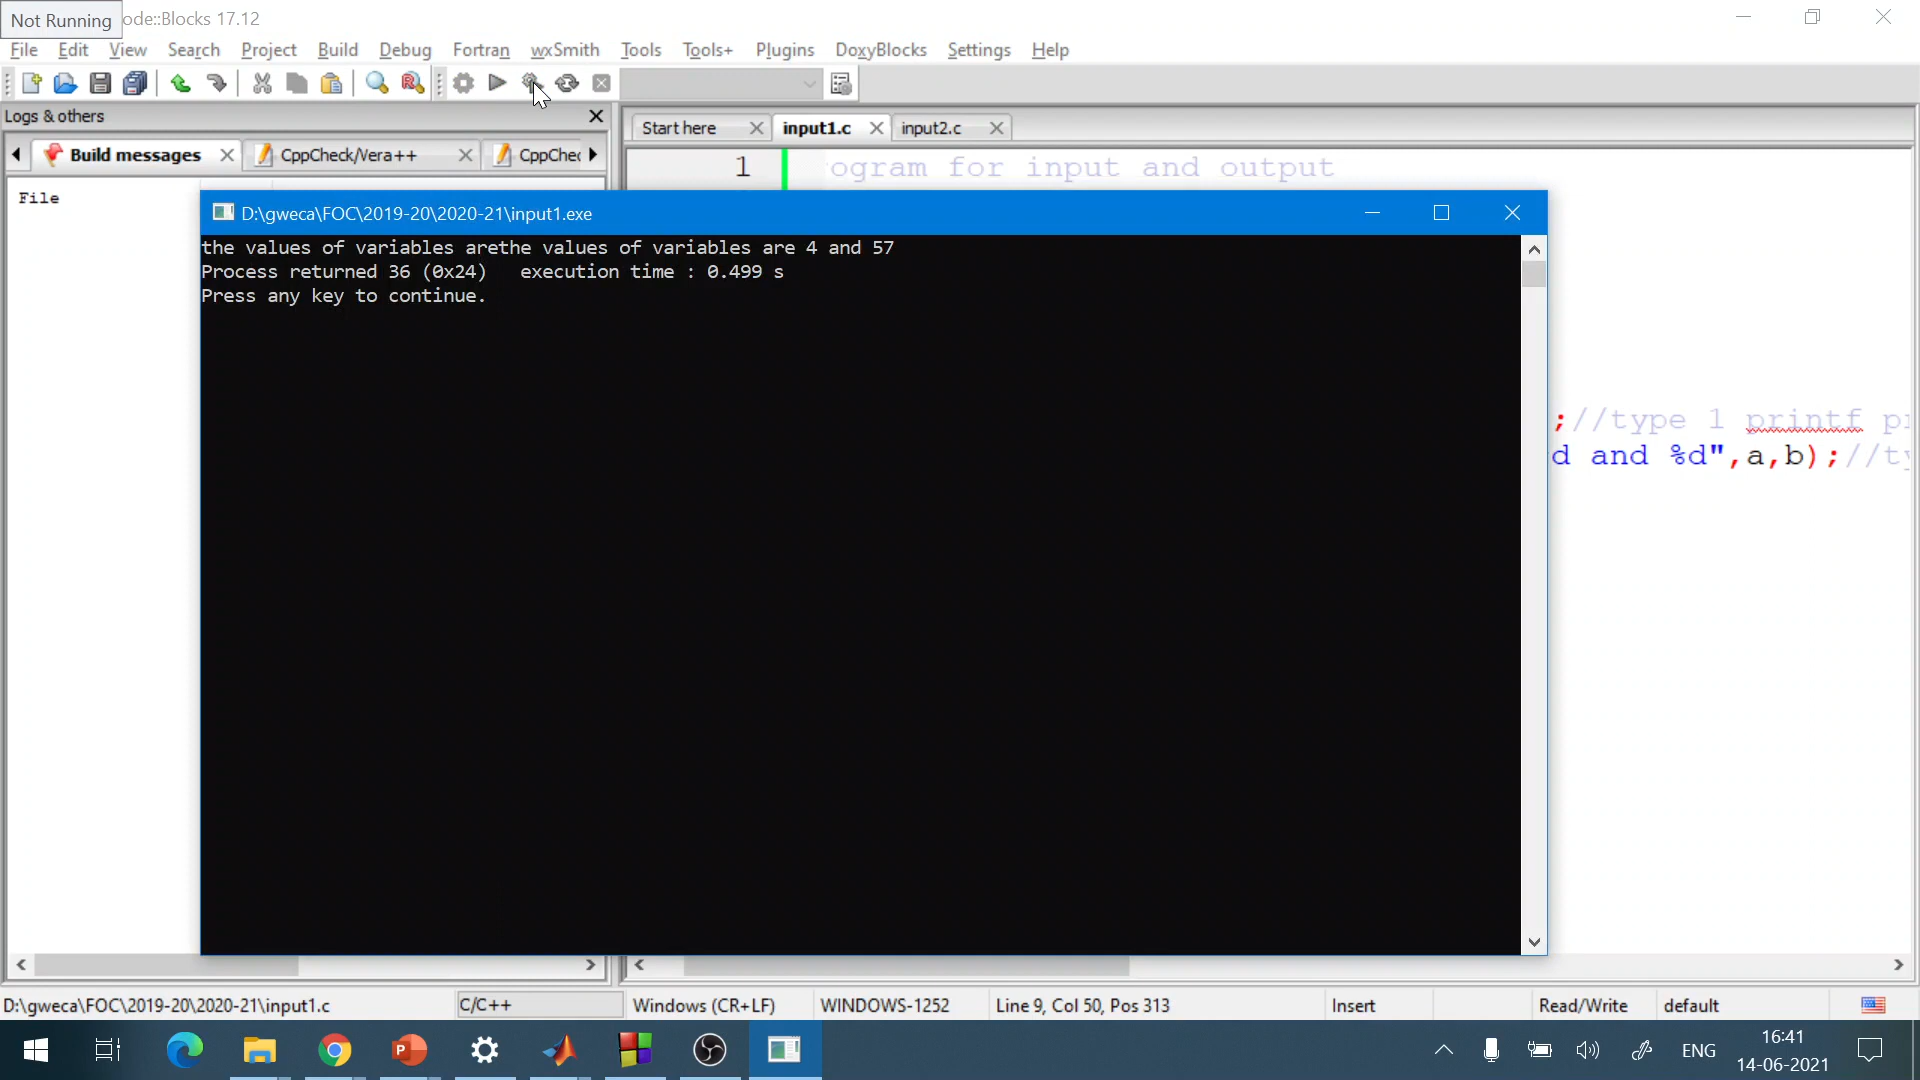 Not Running
ode::Blocks 17.12
File Edit View Search Project Build Debug Fortran wxSmith Tools Tools+ Plugins DoxyBlocks Settings Help
Logs & others
Start here input1.c input2.c
Build messages CppCheck/Vera++ CppChec
1 ogram for input and output
File
D:\gweca\FOC\2019-20\2020-21\input1.exe
the values of variables arethe values of variables are 4 and 57
Process returned 36 (0x24) execution time : 0.499 s
Press any key to continue.
;//type 1 printf p
d and %d",a,b);//t
D:\gweca\FOC\2019-20\2020-21\input1.c C/C++ Windows (CR+LF) WINDOWS-1252 Line 9, Col 50, Pos 313 Insert Read/Write default
ENG
16:41
14-06-2021